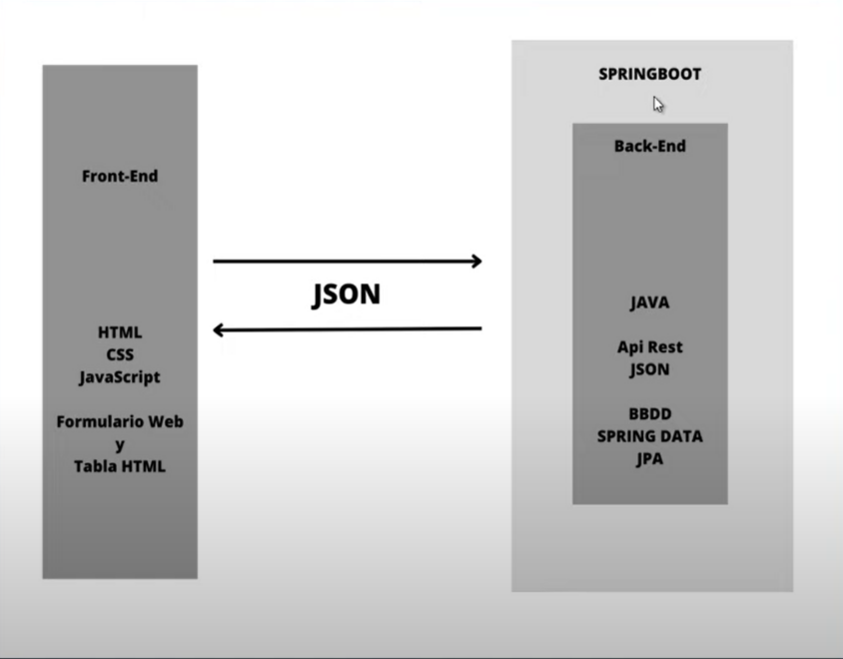 Front-End
HTML
CSS
JavaScript
Formulario Web
y
Tabla HTML
JSON
SPRINGBOOT
Back-End
JAVA
Api Rest
JSON
BBDD
SPRING DATA
JPA